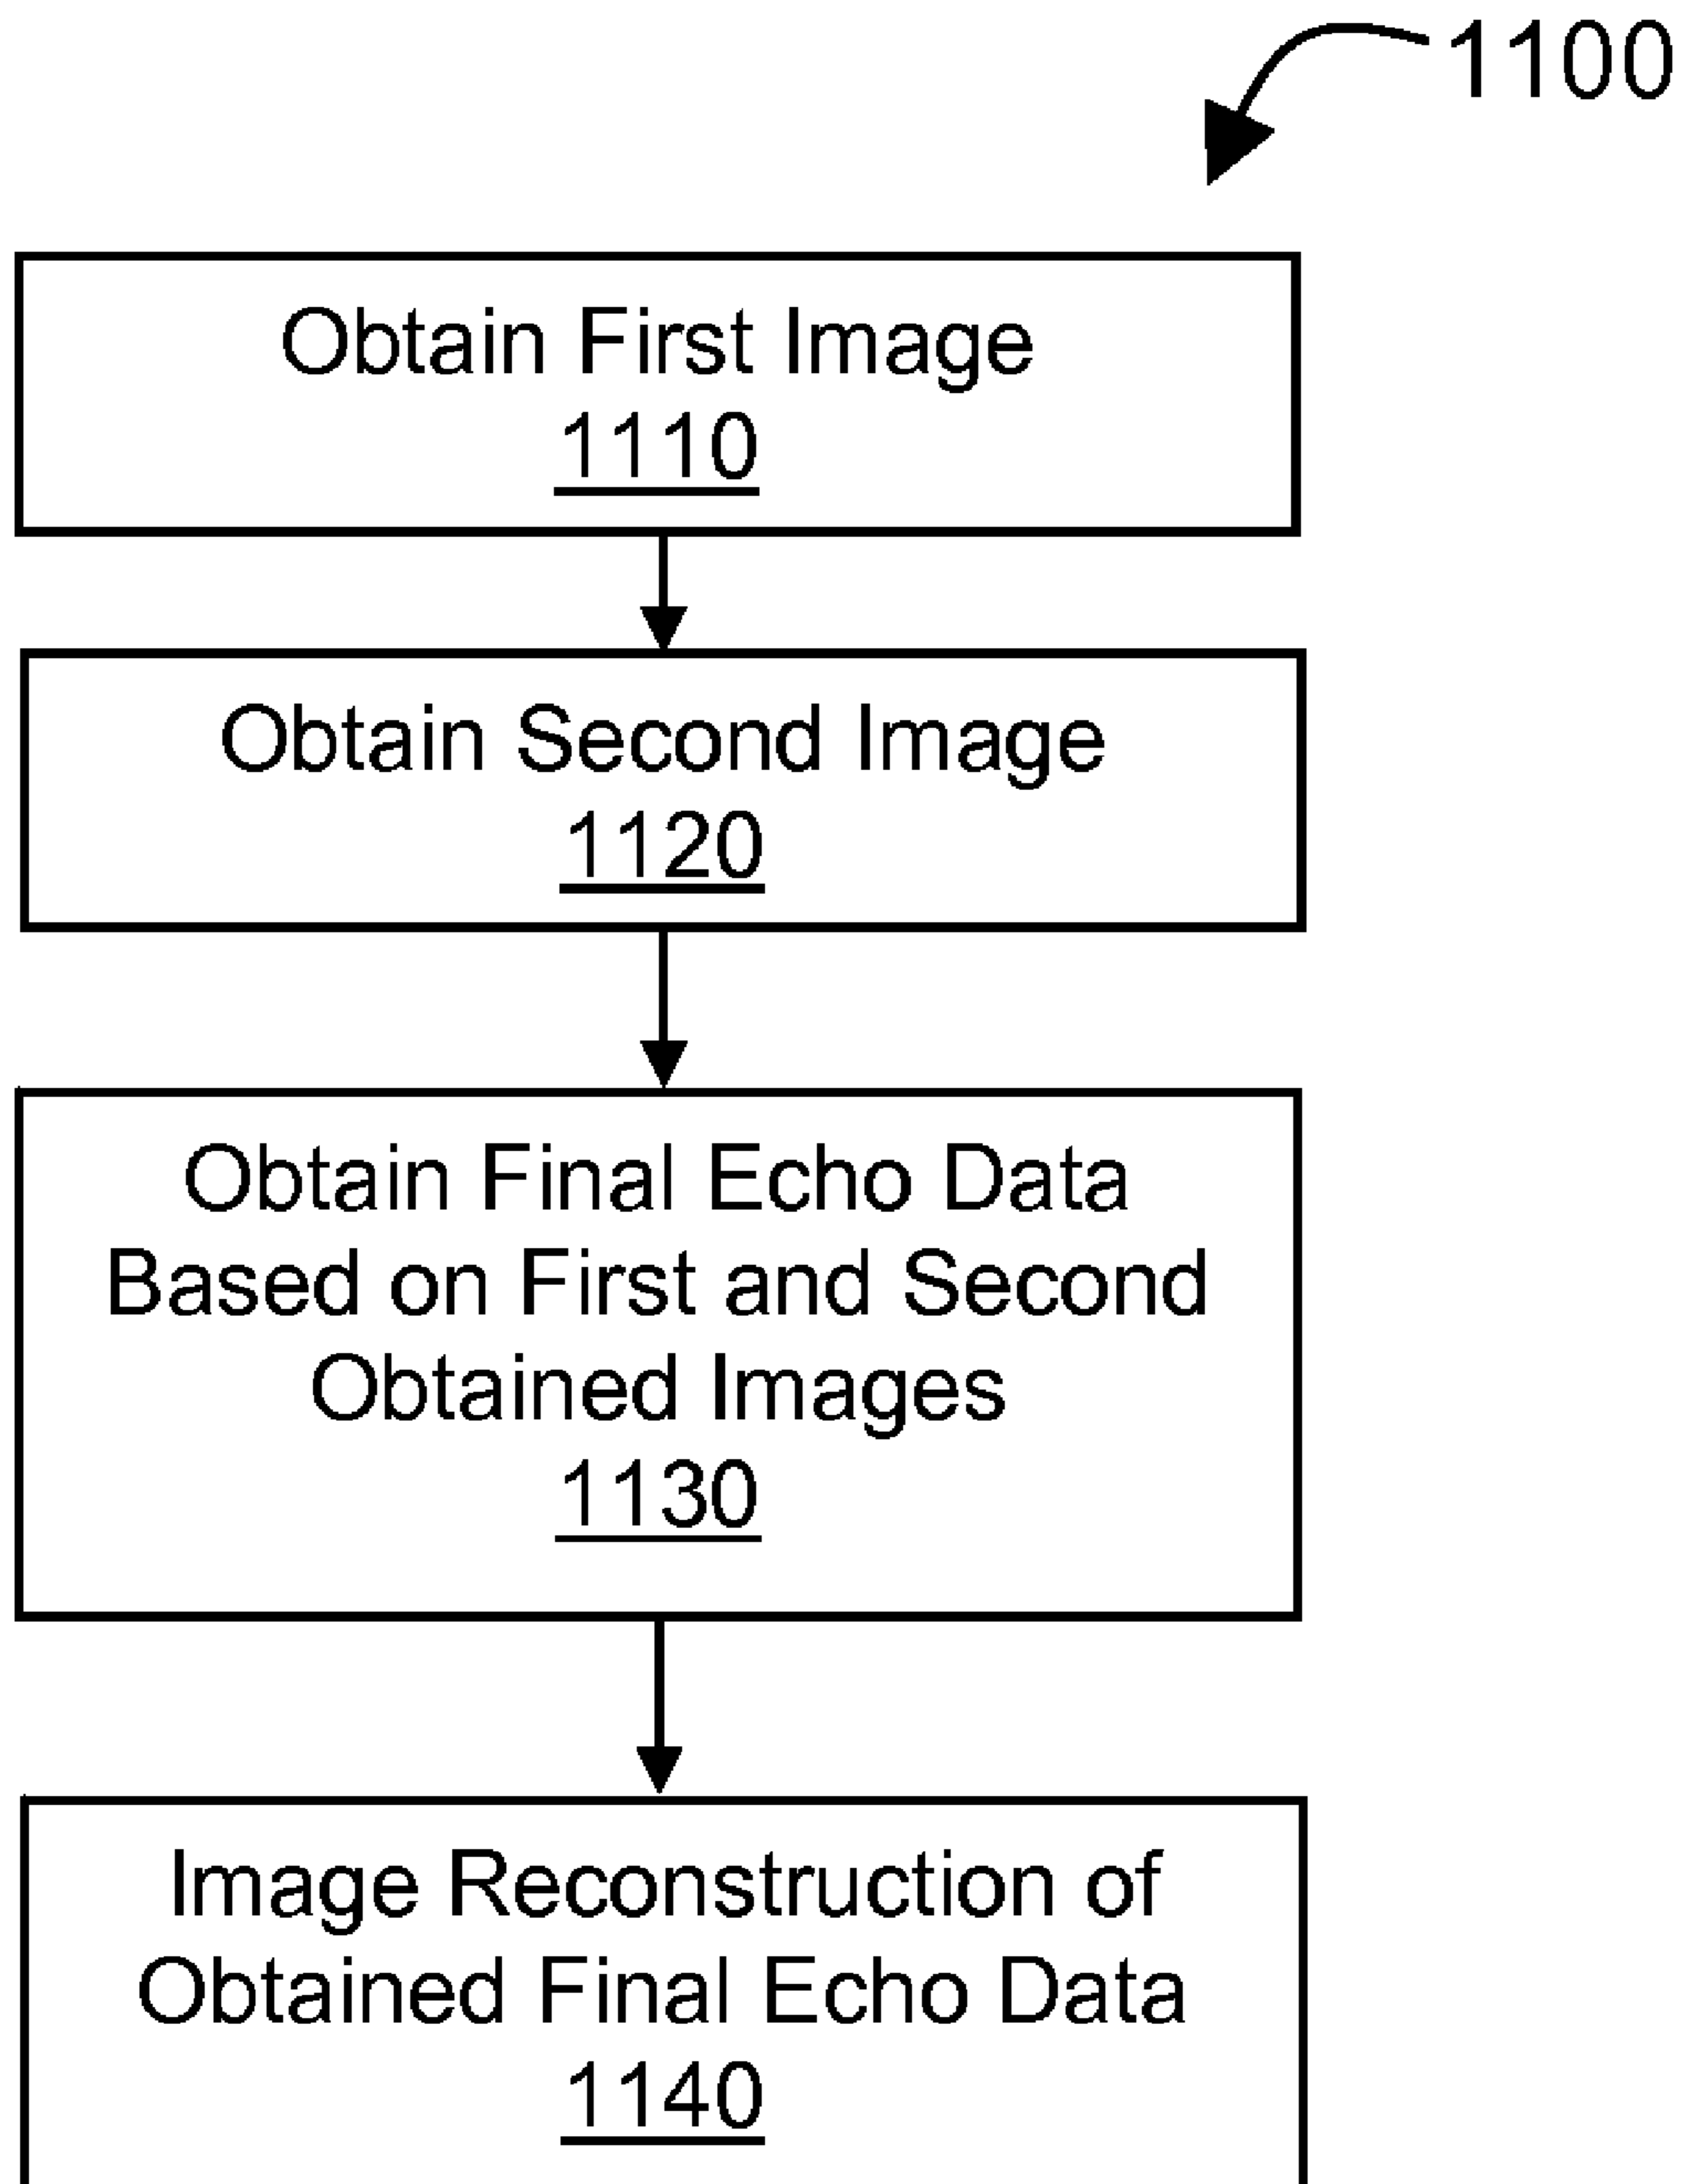 1100
Obtain First Image
1110
Obtain Second Image
1120
Obtain Final Echo Data
Based on First and Second
Obtained Images
1130
Image Reconstruction of
Obtained Final Echo Data
1140